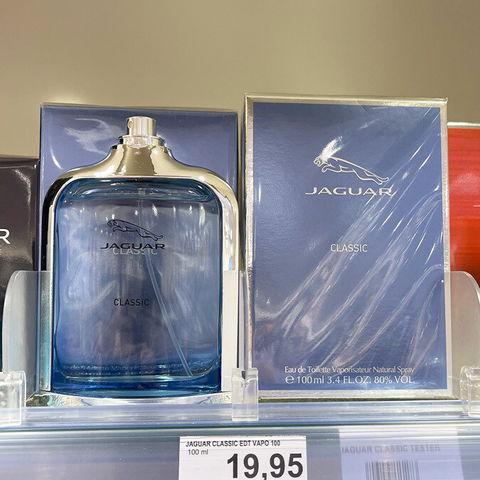 R
JAGUAR
CLASSIC
CLASSIC
JAGUAR
CLASSIC
Eau de Toilette Vaporisateur Natural Spray
℮ 100 ml 3.4 FL.OZ. 80% VOL.
JAGUAR CLASSIC EDT VAPO 100
100 ml
19,95
JAGUAR CLASSIC TESTER